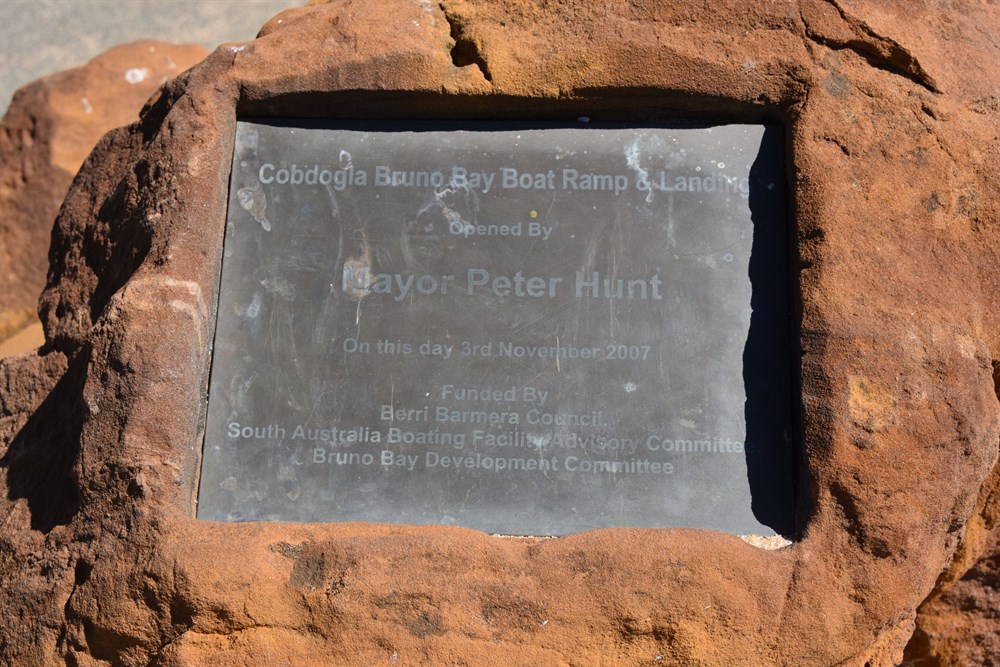 Cobdogla Bruno Bay Boat Ramp & Landing
Opened By
Mayor Peter Hunt
On this day 3rd November 2007
Funded By
Berri Barmera Council
South Australia Boating Facility Advisory Committee
Bruno Bay Development Committee